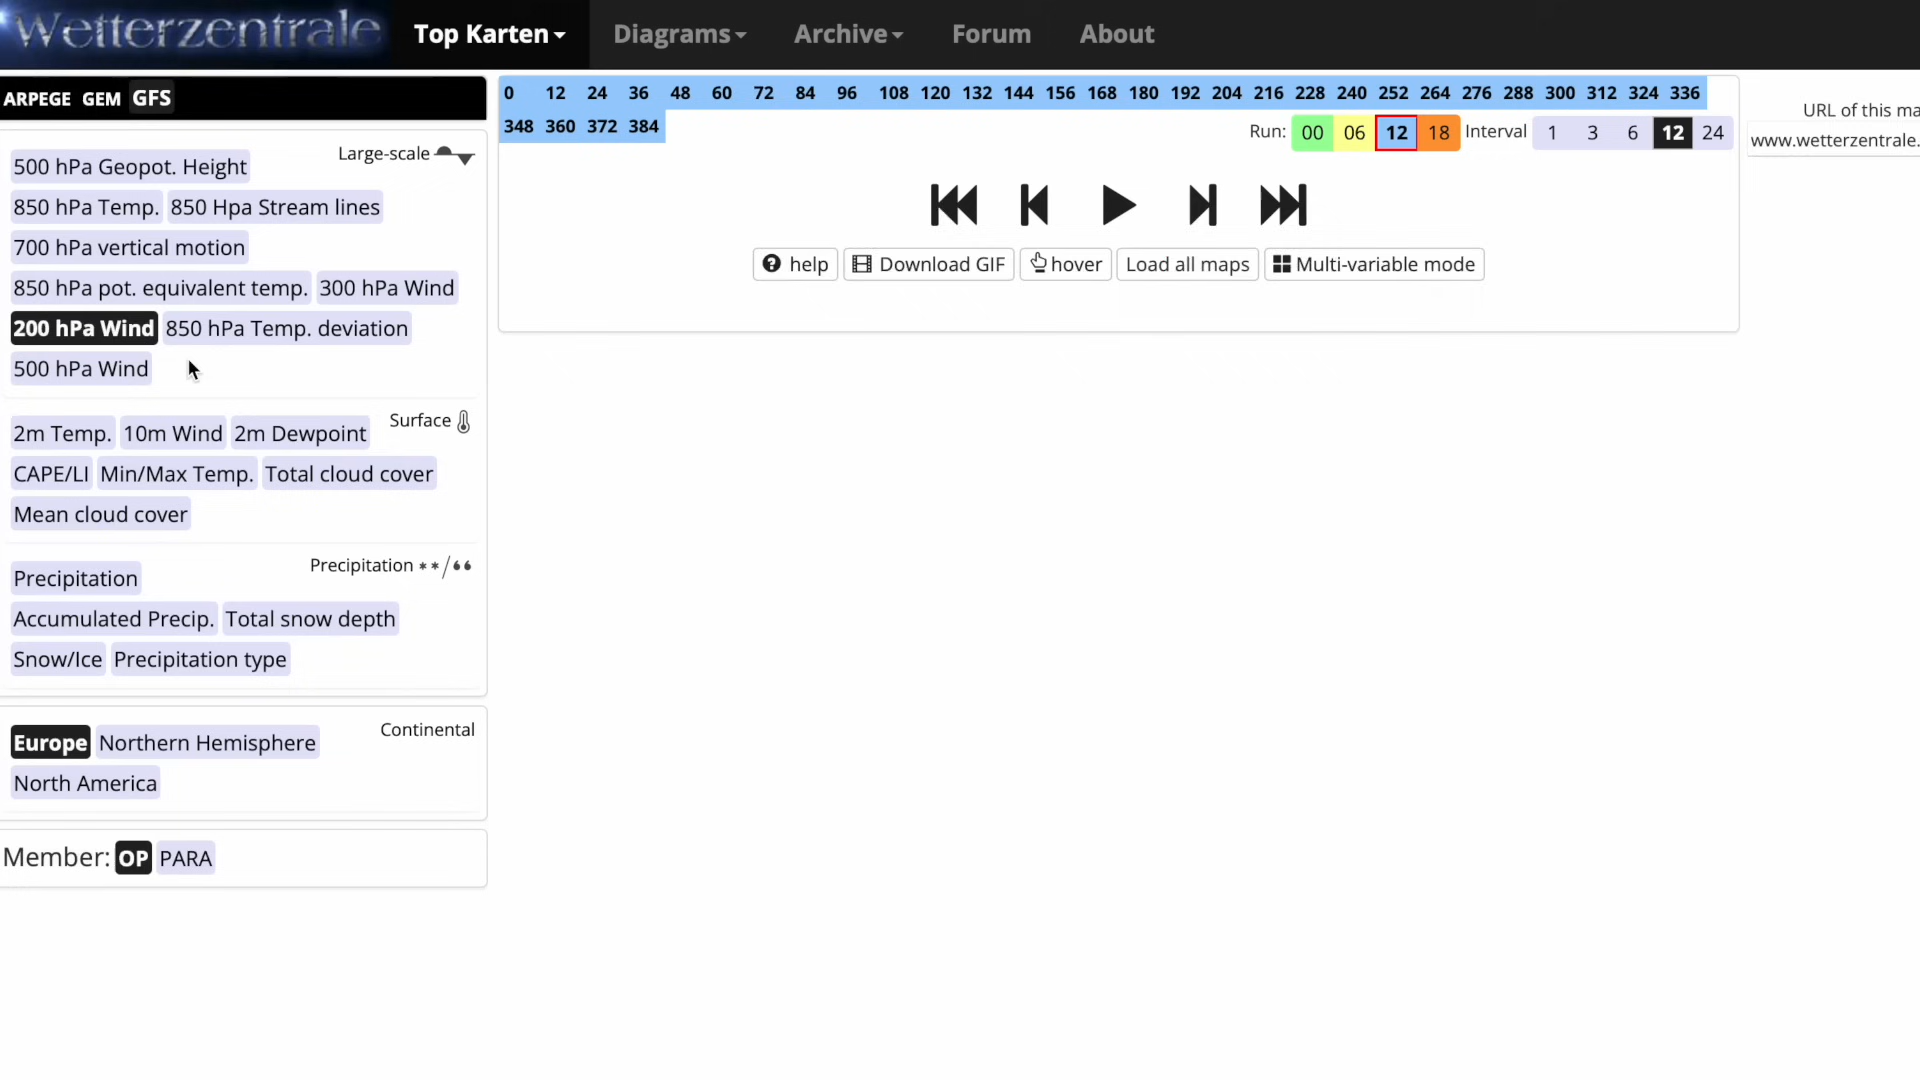 Wetterzentrale
Top Karten Diagrams Archive Forum About
ARPEGE GEM GFS
Large-scale
500 hPa Geopot. Height
850 hPa Temp. 850 Hpa Stream lines
700 hPa vertical motion
850 hPa pot. equivalent temp. 300 hPa Wind
200 hPa Wind 850 hPa Temp. deviation
500 hPa Wind
Surface
2m Temp. 10m Wind 2m Dewpoint
CAPE/LI Min/Max Temp. Total cloud cover
Mean cloud cover
Precipitation
Precipitation
Accumulated Precip. Total snow depth
Snow/Ice Precipitation type
Continental
Europe Northern Hemisphere
North America
Member: OP PARA
0 12 24 36 48 60 72 84 96 108 120 132 144 156 168 180 192 204 216 228 240 252 264 276 288 300 312 324 336
348 360 372 384
Run: 00 06 12 18 Interval 1 3 6 12 24
help Download GIF hover Load all maps Multi-variable mode
URL of this ma
www.wetterzentrale.